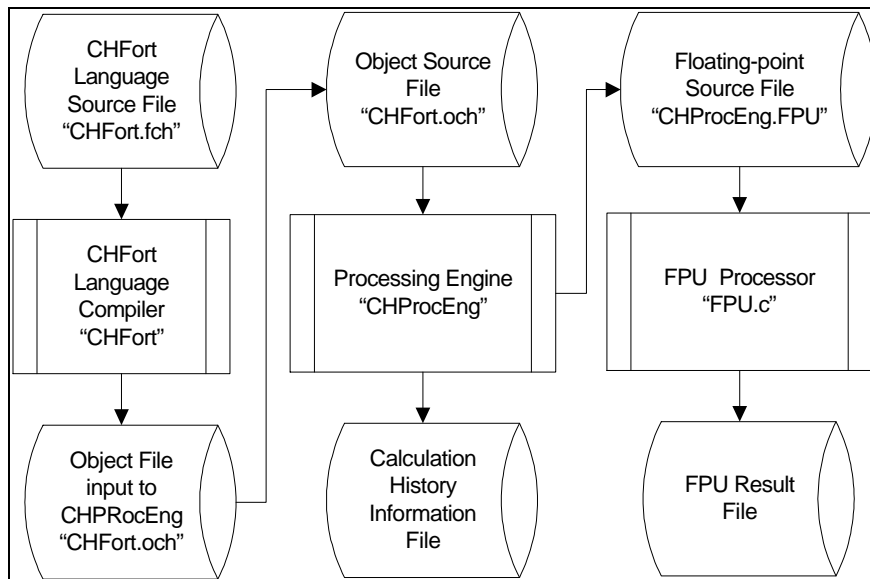 CHFort
Language
Source File
“CHFort.fch”
CHFort
Language
Compiler
“CHFort”
Object File
input to
CHPRocEng
“CHFort.och”
Object Source
File
“CHFort.och”
Processing Engine
“CHProcEng”
Calculation
History
Information
File
Floating-point
Source File
“CHProcEng.FPU”
FPU Processor
“FPU.c”
FPU Result
File